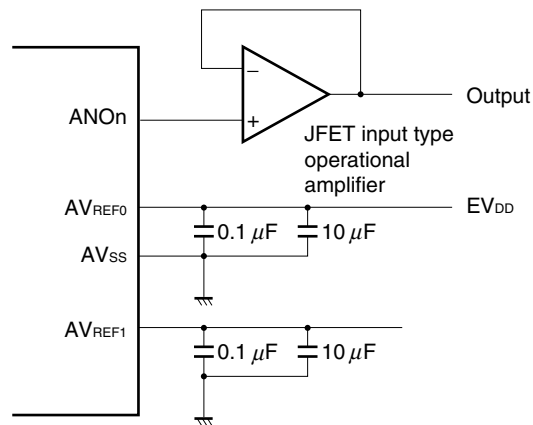 ANOn
−
+
Output
JFET input type
operational
amplifier
AVREF0
EVDD
0.1 μF
10 μF
AVSS
AVREF1
0.1 μF
10 μF